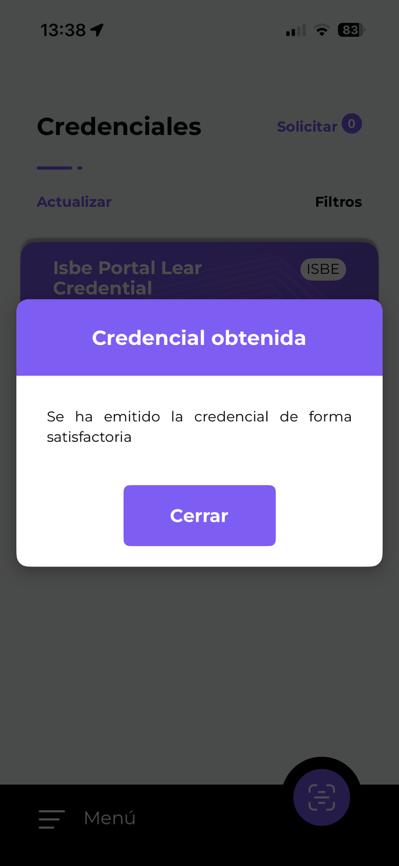 13:38
83
Credenciales
Solicitar 0
Actualizar
Filtros
Isbe Portal Lear
Credential
ISBE
Credencial obtenida
Se ha emitido la credencial de forma
satisfactoria
Cerrar
Menú